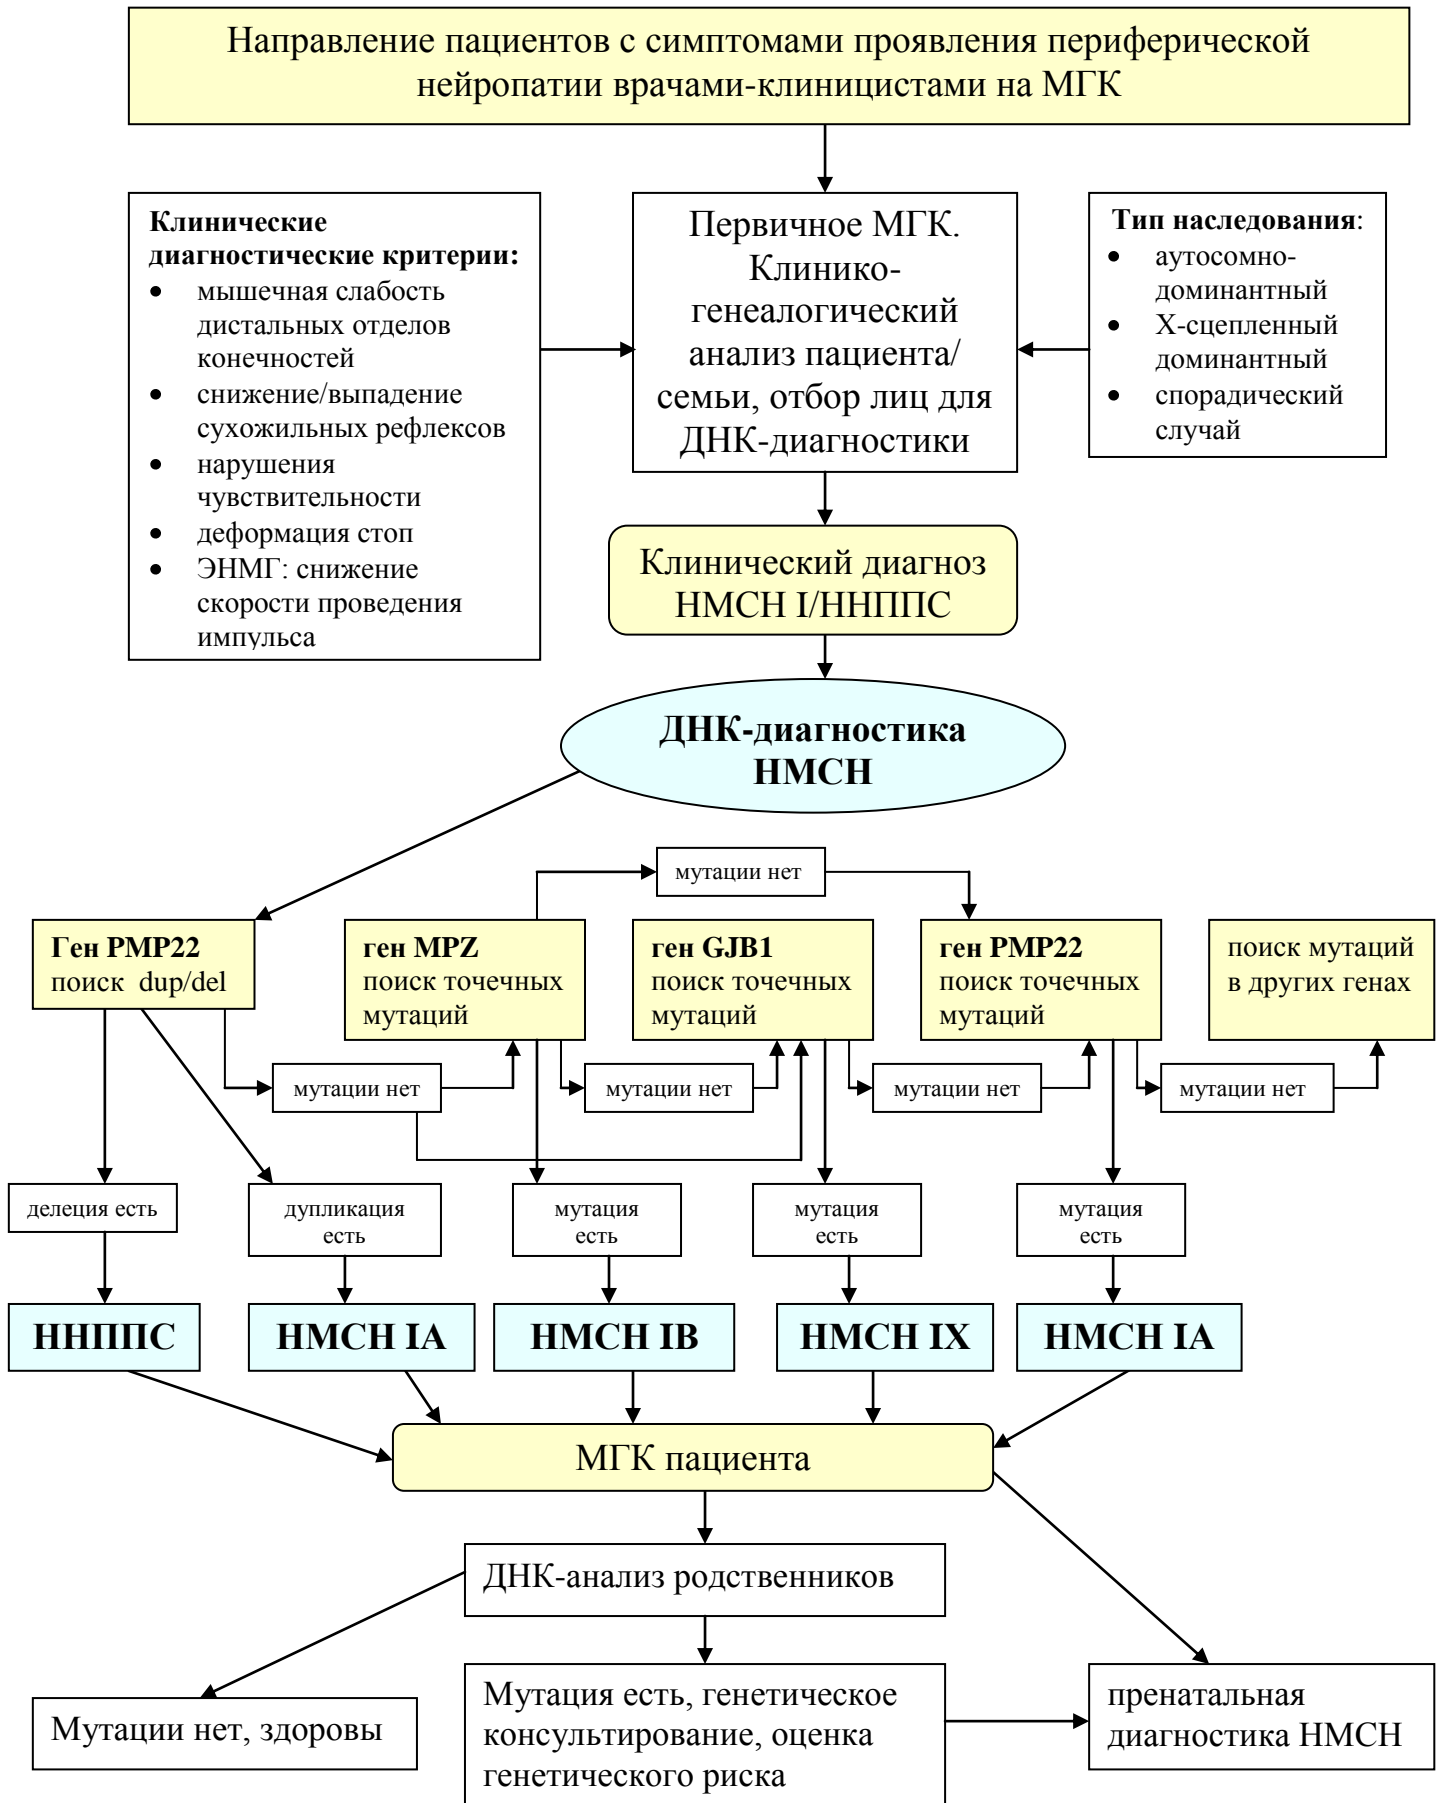 Направление пациентов с симптомами проявления периферической
нейропатии врачами-клиницистами на МГК
Клинические
диагностические критерии:
• мышечная слабость
дистальных отделов
конечностей
• снижение/выпадение
сухожильных рефлексов
• нарушения
чувствительности
• деформация стоп
• ЭНМГ: снижение
скорости проведения
импульса
Первичное МГК.
Клинико-
генеалогический
анализ пациента/
семьи, отбор лиц для
ДНК-диагностики
Тип наследования:
• аутосомно-
доминантный
• Х-сцепленный
доминантный
• спорадический
случай
Клинический диагноз
НМСН I/ННППС
ДНК-диагностика
НМСН
мутации нет
Ген PMP22
поиск dup/del
ген MPZ
поиск точечных
мутаций
ген GJB1
поиск точечных
мутаций
ген PMP22
поиск точечных
мутаций
поиск мутаций
в других генах
мутации нет
мутации нет
мутации нет
мутации нет
делеция есть
дупликация
есть
мутация
есть
мутация
есть
мутация
есть
ННППС
НМСН IA
НМСН IB
НМСН IX
НМСН IA
МГК пациента
ДНК-анализ родственников
Мутации нет, здоровы
Мутация есть, генетическое
консультирование, оценка
генетического риска
пренатальная
диагностика НМСН